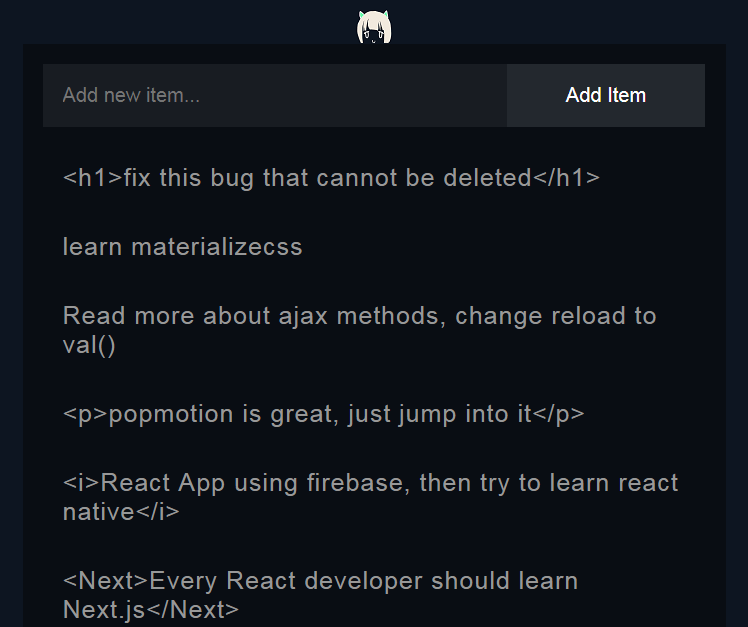 Add new item...
Add Item
<h1>fix this bug that cannot be deleted</h1>
learn materializecss
Read more about ajax methods, change reload to
val()
<p>popmotion is great, just jump into it</p>
<i>React App using firebase, then try to learn react
native</i>
<Next>Every React developer should learn
Next.js</Next>